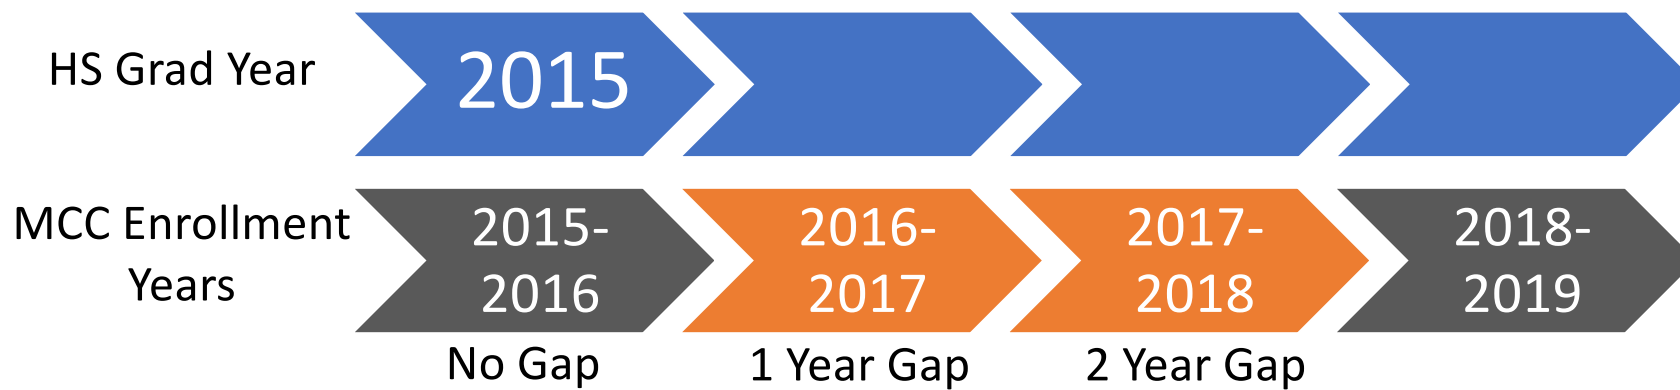 HS Grad Year
2015
MCC Enrollment
Years
2015-
2016
2016-
2017
2017-
2018
2018-
2019
No Gap
1 Year Gap
2 Year Gap